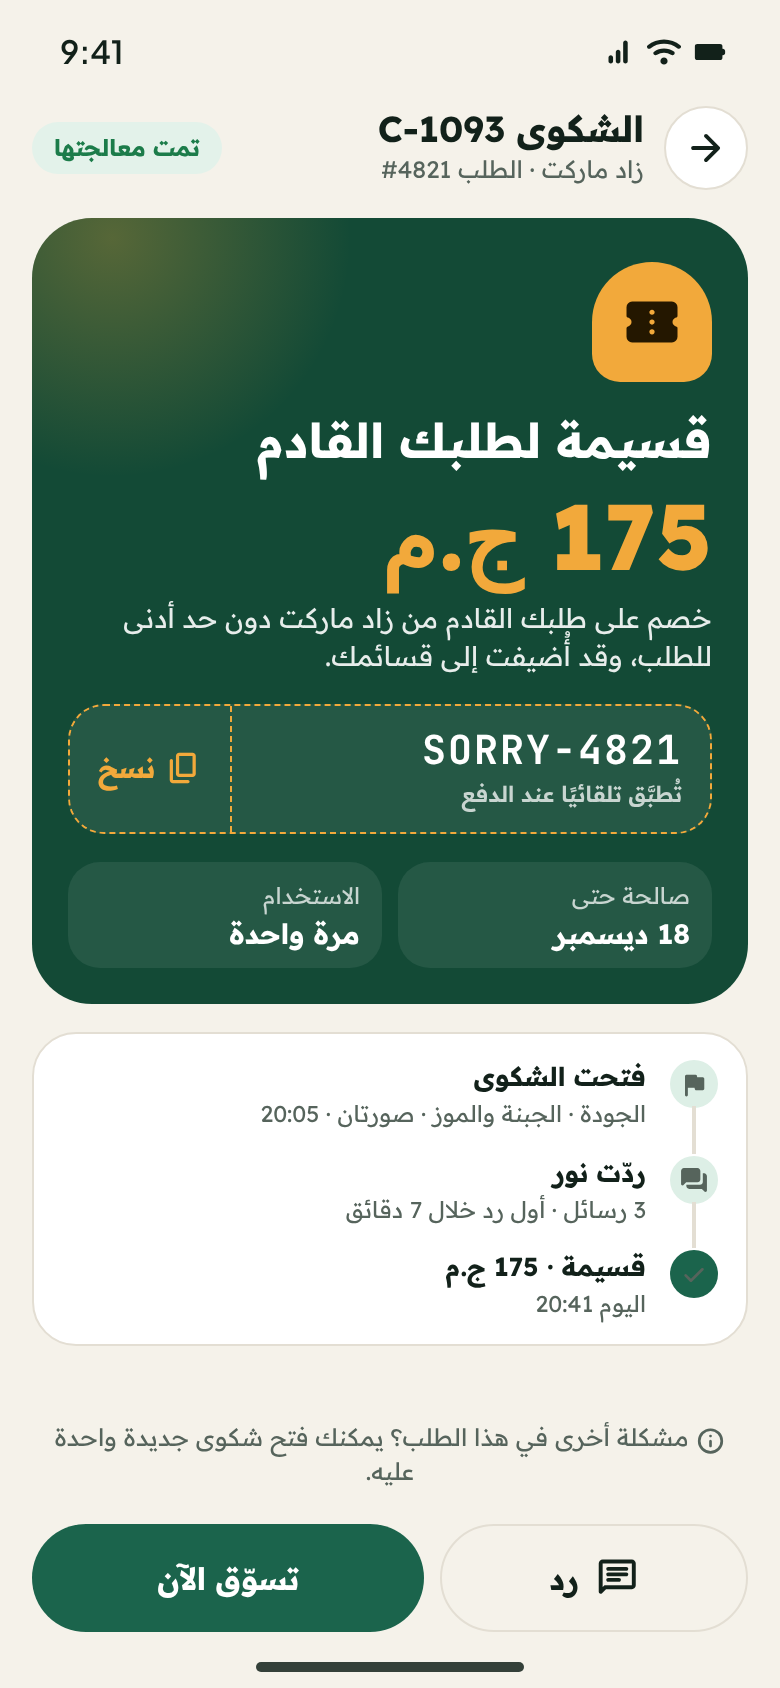 9:41
الشكوى C-1093
زاد ماركت · الطلب #4821
تمت معالجتها
قسيمة لطلبك القادم
175 ج.م
خصم على طلبك القادم من زاد ماركت دون حد أدنى
للطلب، وقد أُضيفت إلى قسائمك.
SORRY-4821
تُطبَّق تلقائيًا عند الدفع
نسخ
صالحة حتى
18 ديسمبر
الاستخدام
مرة واحدة
فتحت الشكوى
الجودة · الجبنة والموز · صورتان · 20:05
ردّت نور
3 رسائل · أول رد خلال 7 دقائق
قسيمة · 175 ج.م
اليوم 20:41
مشكلة أخرى في هذا الطلب؟ يمكنك فتح شكوى جديدة واحدة
عليه.
رد
تسوّق الآن